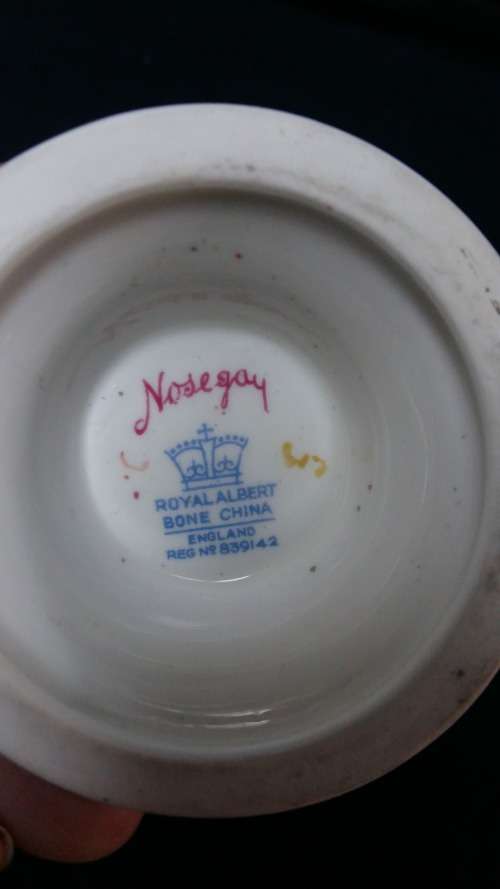 Nosegay
ROYAL ALBERT
BONE CHINA
ENGLAND
REG Nº 839142